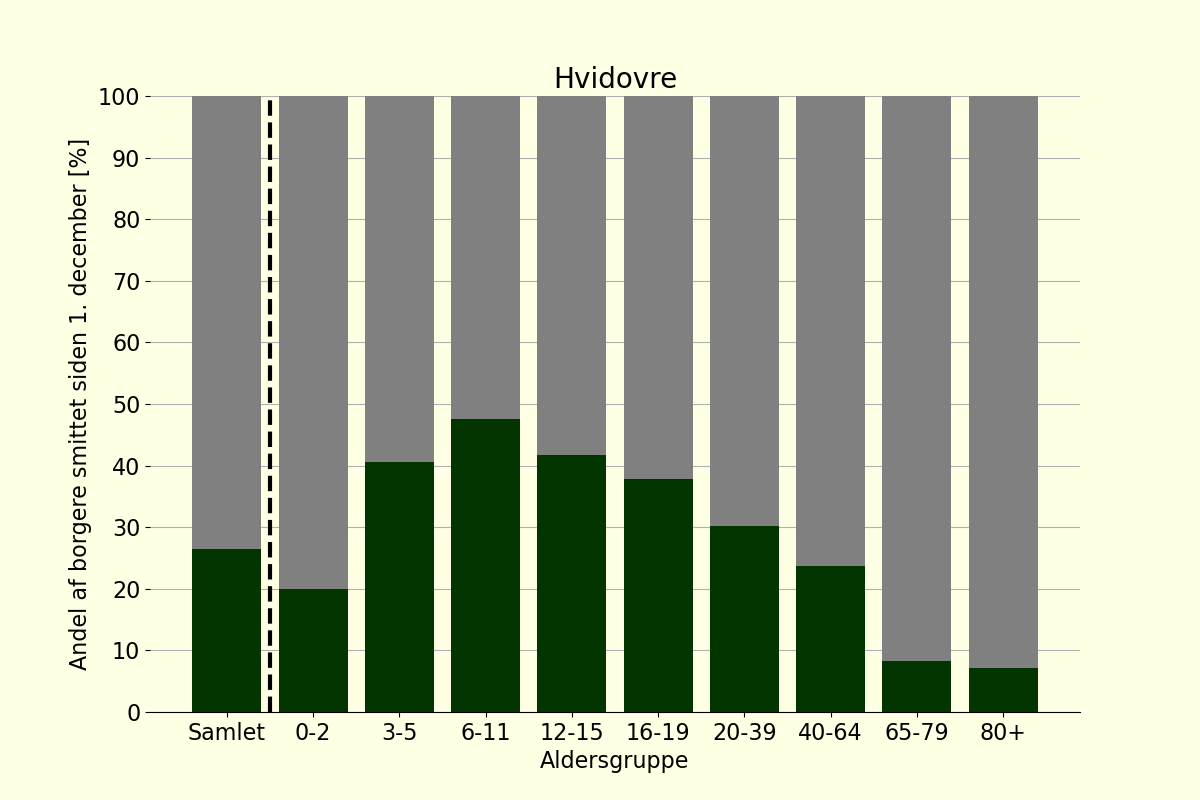 Hvidovre
Andel af borgere smittet siden 1. december [%]
100
90
80
70
60
50
40
30
20
10
0
Samlet 0-2 3-5 6-11 12-15 16-19 20-39 40-64 65-79 80+
Aldersgruppe